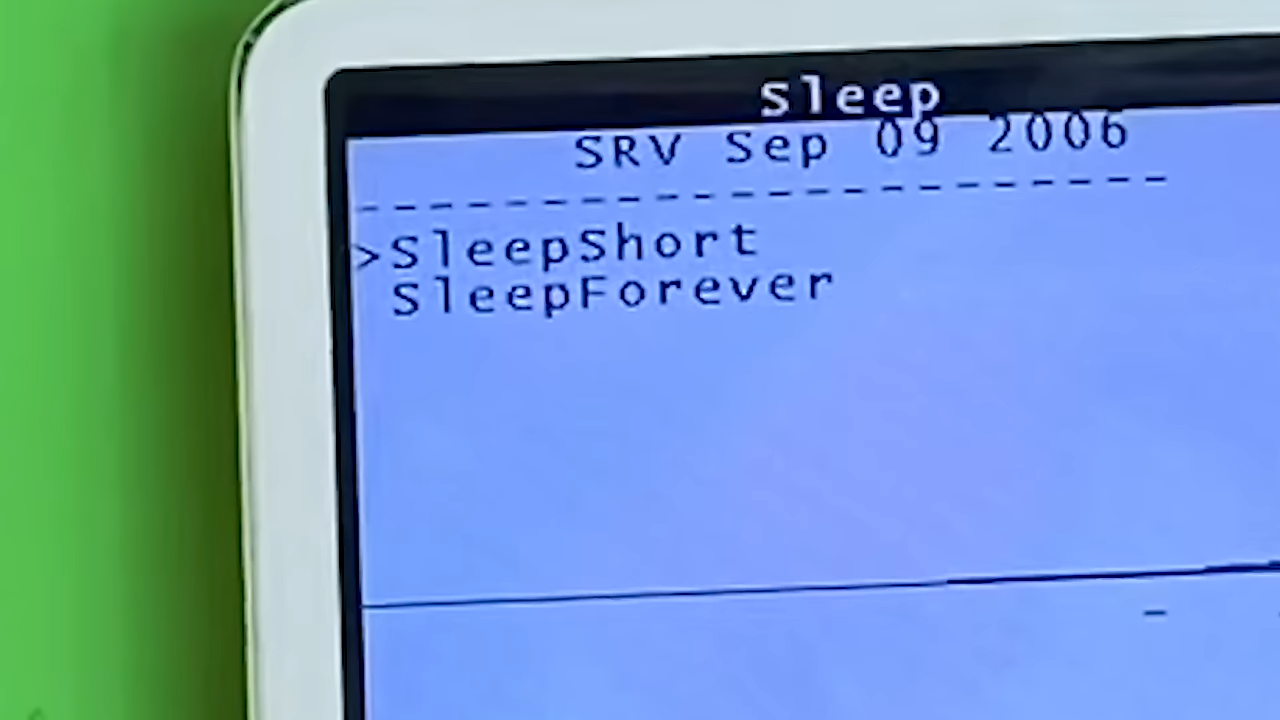 Sleep
SRV Sep 09 2006
--------------------
>SleepShort
SleepForever